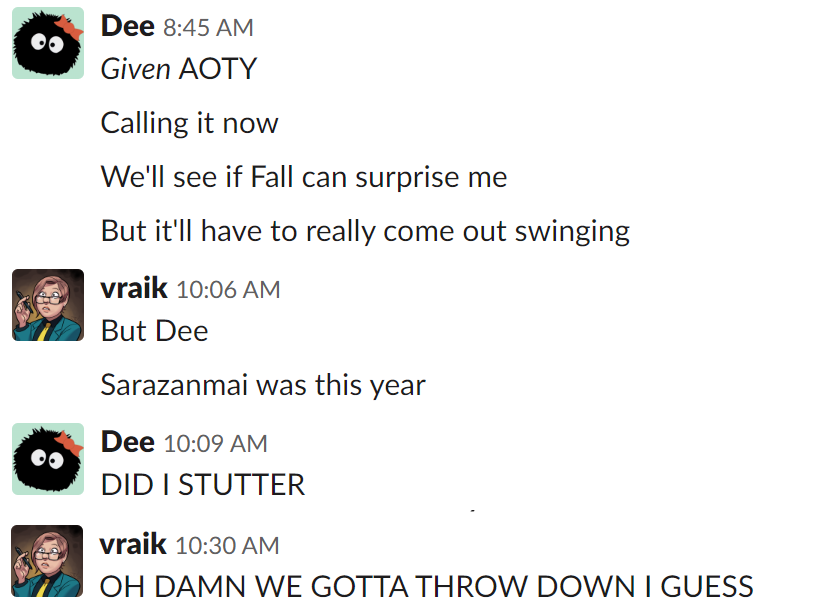 Dee 8:45 AM
Given AOTY
Calling it now
We'll see if Fall can surprise me
But it'll have to really come out swinging
vraik 10:06 AM
But Dee
Sarazanmai was this year
Dee 10:09 AM
DID I STUTTER
vraik 10:30 AM
OH DAMN WE GOTTA THROW DOWN I GUESS